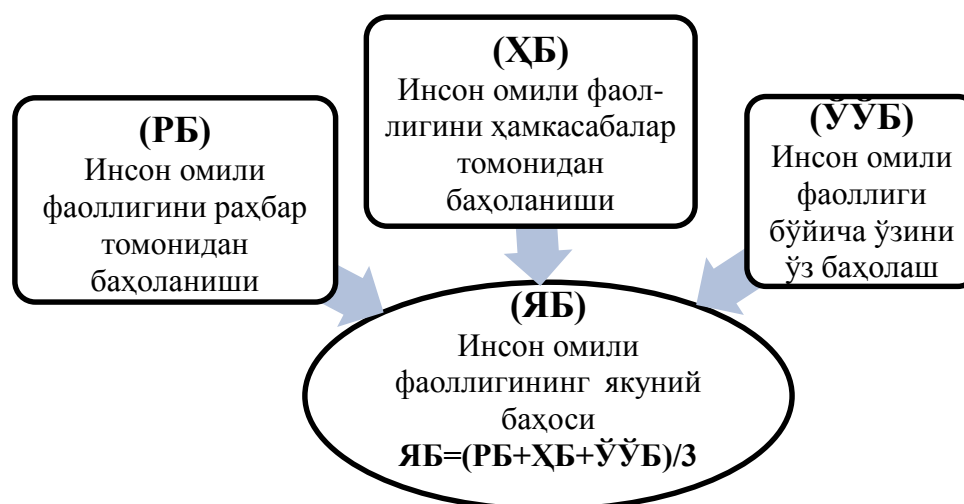 (РБ)
Инсон омили
фаоллигини раҳбар
томонидан
баҳоланиши
(ҲБ)
Инсон омили фаол-
лигини ҳамкасабалар
томонидан
баҳоланиши
(ЎЎБ)
Инсон омили
фаоллиги
бўйича ўзини
ўз баҳолаш
(ЯБ)
Инсон омили
фаоллигининг якуний
баҳоси
ЯБ=(РБ+ҲБ+ЎЎБ)/3